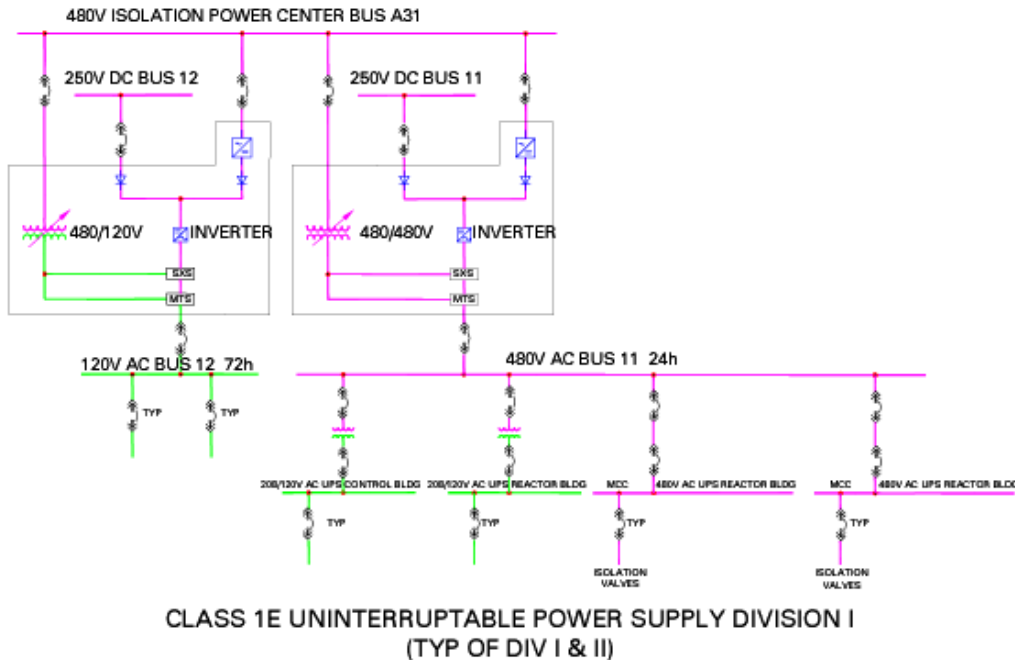 480V ISOLATION POWER CENTER BUS A31
250V DC BUS 12
250V DC BUS 11
480/120V
INVERTER
480/480V
INVERTER
SXS
SXS
MTS
MTS
120V AC BUS 12 72h
480V AC BUS 11 24h
TYP
TYP
208/120V AC UPS CONTROL BLDG
208/120V AC UPS REACTOR BLDG
MCC
480V AC UPS REACTOR BLDG
MCC
480V AC UPS REACTOR BLDG
TYP
TYP
TYP
TYP
ISOLATION
VALVES
ISOLATION
VALVES
CLASS 1E UNINTERRUPTABLE POWER SUPPLY DIVISION I
(TYP OF DIV I & II)